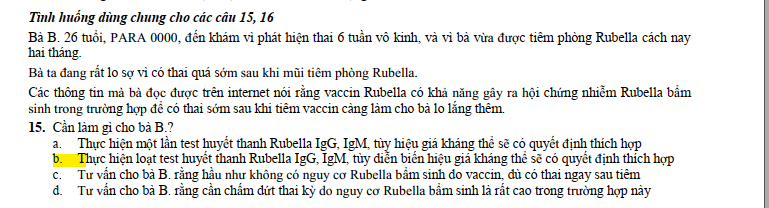 Tình huống dùng chung cho các câu 15, 16
Bà B. 26 tuổi, PARA 0000, đến khám vì phát hiện thai 6 tuần vô kinh, và vì bà vừa được tiêm phòng Rubella cách nay
hai tháng.
Bà ta đang rất lo sợ vì có thai quá sớm sau khi mũi tiêm phòng Rubella.
Các thông tin mà bà đọc được trên internet nói rằng vaccin Rubella có khả năng gây ra hội chứng nhiễm Rubella bẩm
sinh trong trường hợp để có thai sớm sau khi tiêm vaccin càng làm cho bà lo lắng thêm.
15. Cần làm gì cho bà B.?
a. Thực hiện một lần test huyết thanh Rubella IgG, IgM, tùy hiệu giá kháng thể sẽ có quyết định thích hợp
b. Thực hiện loạt test huyết thanh Rubella IgG, IgM, tùy diễn biến hiệu giá kháng thể sẽ có quyết định thích hợp
c. Tư vấn cho bà B. rằng hầu như không có nguy cơ Rubella bẩm sinh do vaccin, dù có thai ngay sau tiêm
d. Tư vấn cho bà B. rằng cần chấm dứt thai kỳ do nguy cơ Rubella bẩm sinh là rất cao trong trường hợp này